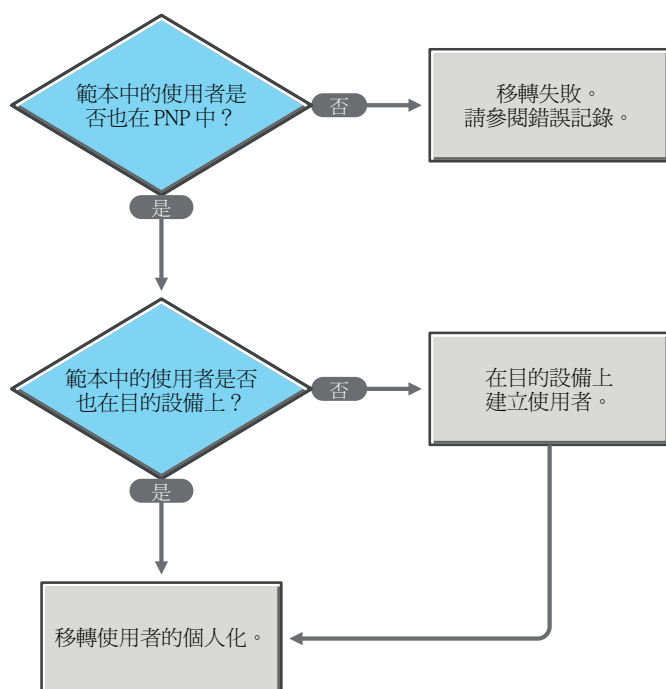 範本中的使用者是
否也在 PNP 中？
否
移轉失敗。
請參閱錯誤記錄。
是
範本中的使用者是否
也在目的設備上？
否
在目的設備上
建立使用者。
是
移轉使用者的個人化。